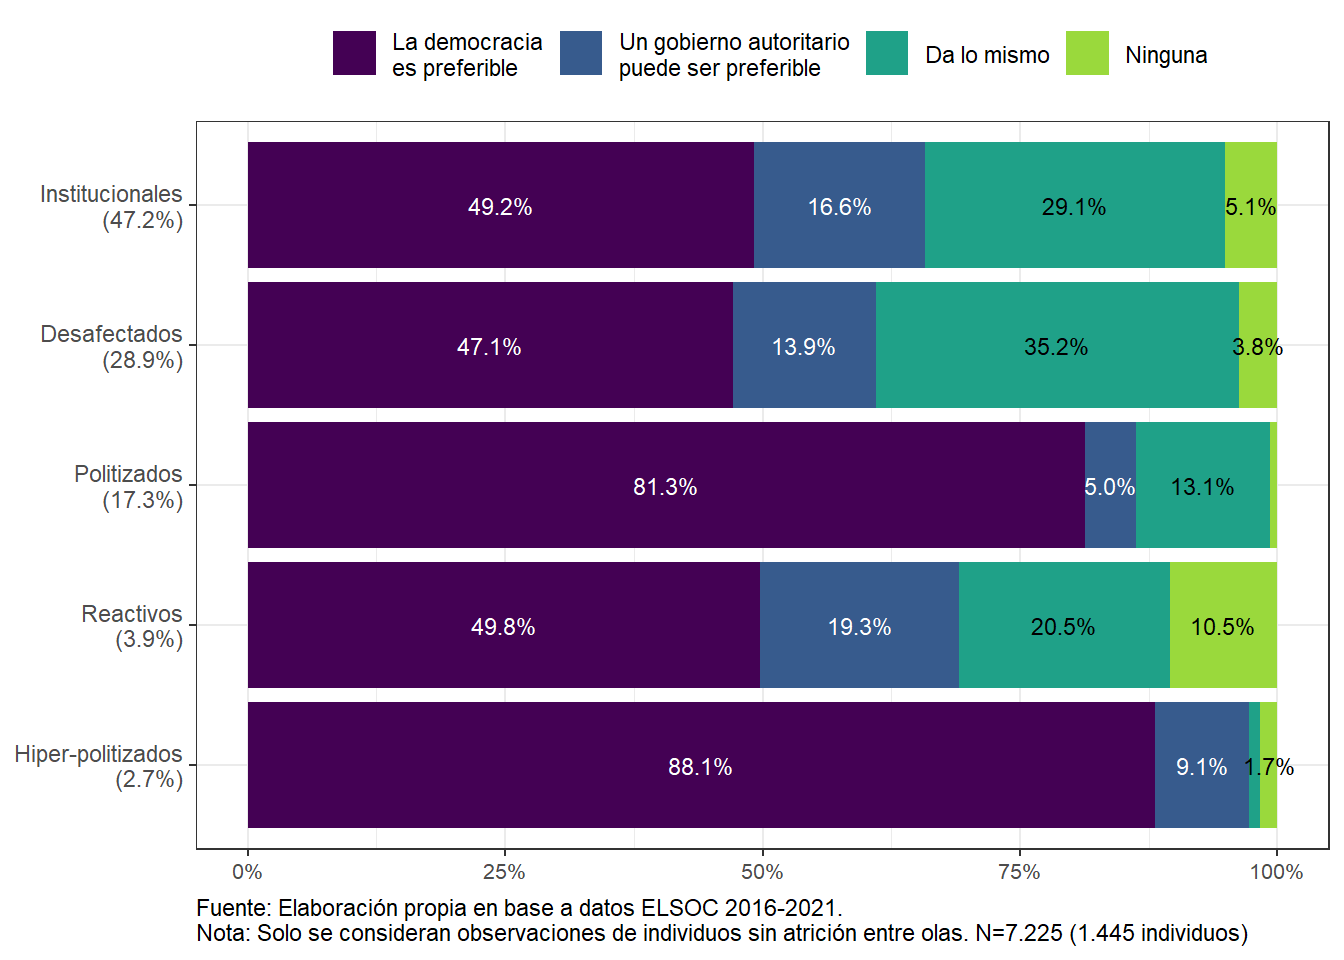 La democracia
es preferible
Un gobierno autoritario
puede ser preferible
Da lo mismo
Ninguna
Institucionales
(47.2%)
49.2%
16.6%
29.1%
5.1%
Desafectados
(28.9%)
47.1%
13.9%
35.2%
3.8%
Politizados
(17.3%)
81.3%
5.0%
13.1%
Reactivos
(3.9%)
49.8%
19.3%
20.5%
10.5%
Hiper-politizados
(2.7%)
88.1%
9.1%
1.7%
0%
25%
50%
75%
100%
Fuente: Elaboración propia en base a datos ELSOC 2016-2021.
Nota: Solo se consideran observaciones de individuos sin atrición entre olas. N=7.225 (1.445 individuos)